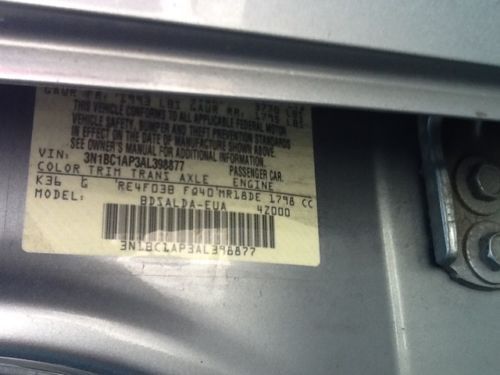 THIS VEHICLE CONFORMS TO ALL APPLICABLE FEDERAL MOTOR
VEHICLE SAFETY BUMPER AND THEFT PREVENTION STANDARDS
IN EFFECT ON THE DATE OF MANUFACTURE SHOWN ABOVE.
SEE OWNER'S MANUAL FOR ADDITIONAL INFORMATION
VIN: 3N1BC1AP3AL398877 PASSENGER CAR
COLOR TRIM TRANS AXLE ENGINE
K36 G RE4F03B FQ40 MR18DE 1798 CC
MODEL: BDSALDA-EUA 42000
3N1BC1AP3AL398877